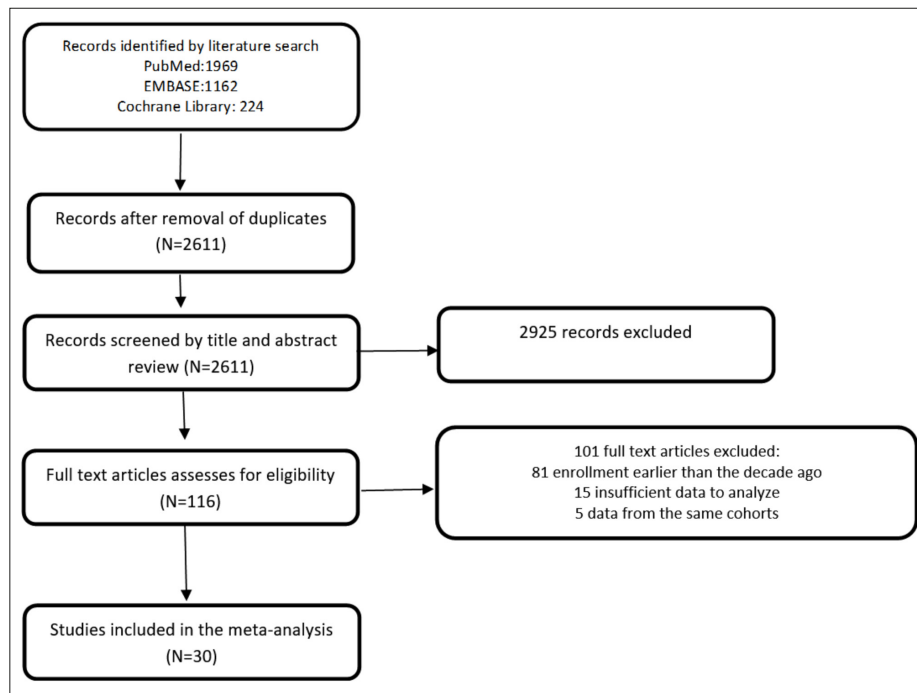 Records identified by literature search
PubMed:1969
EMBASE:1162
Cochrane Library: 224
Records after removal of duplicates
(N=2611)
Records screened by title and abstract
review (N=2611)
2925 records excluded
Full text articles assesses for eligibility
(N=116)
101 full text articles excluded:
81 enrollment earlier than the decade ago
15 insufficient data to analyze
5 data from the same cohorts
Studies included in the meta-analysis
(N=30)